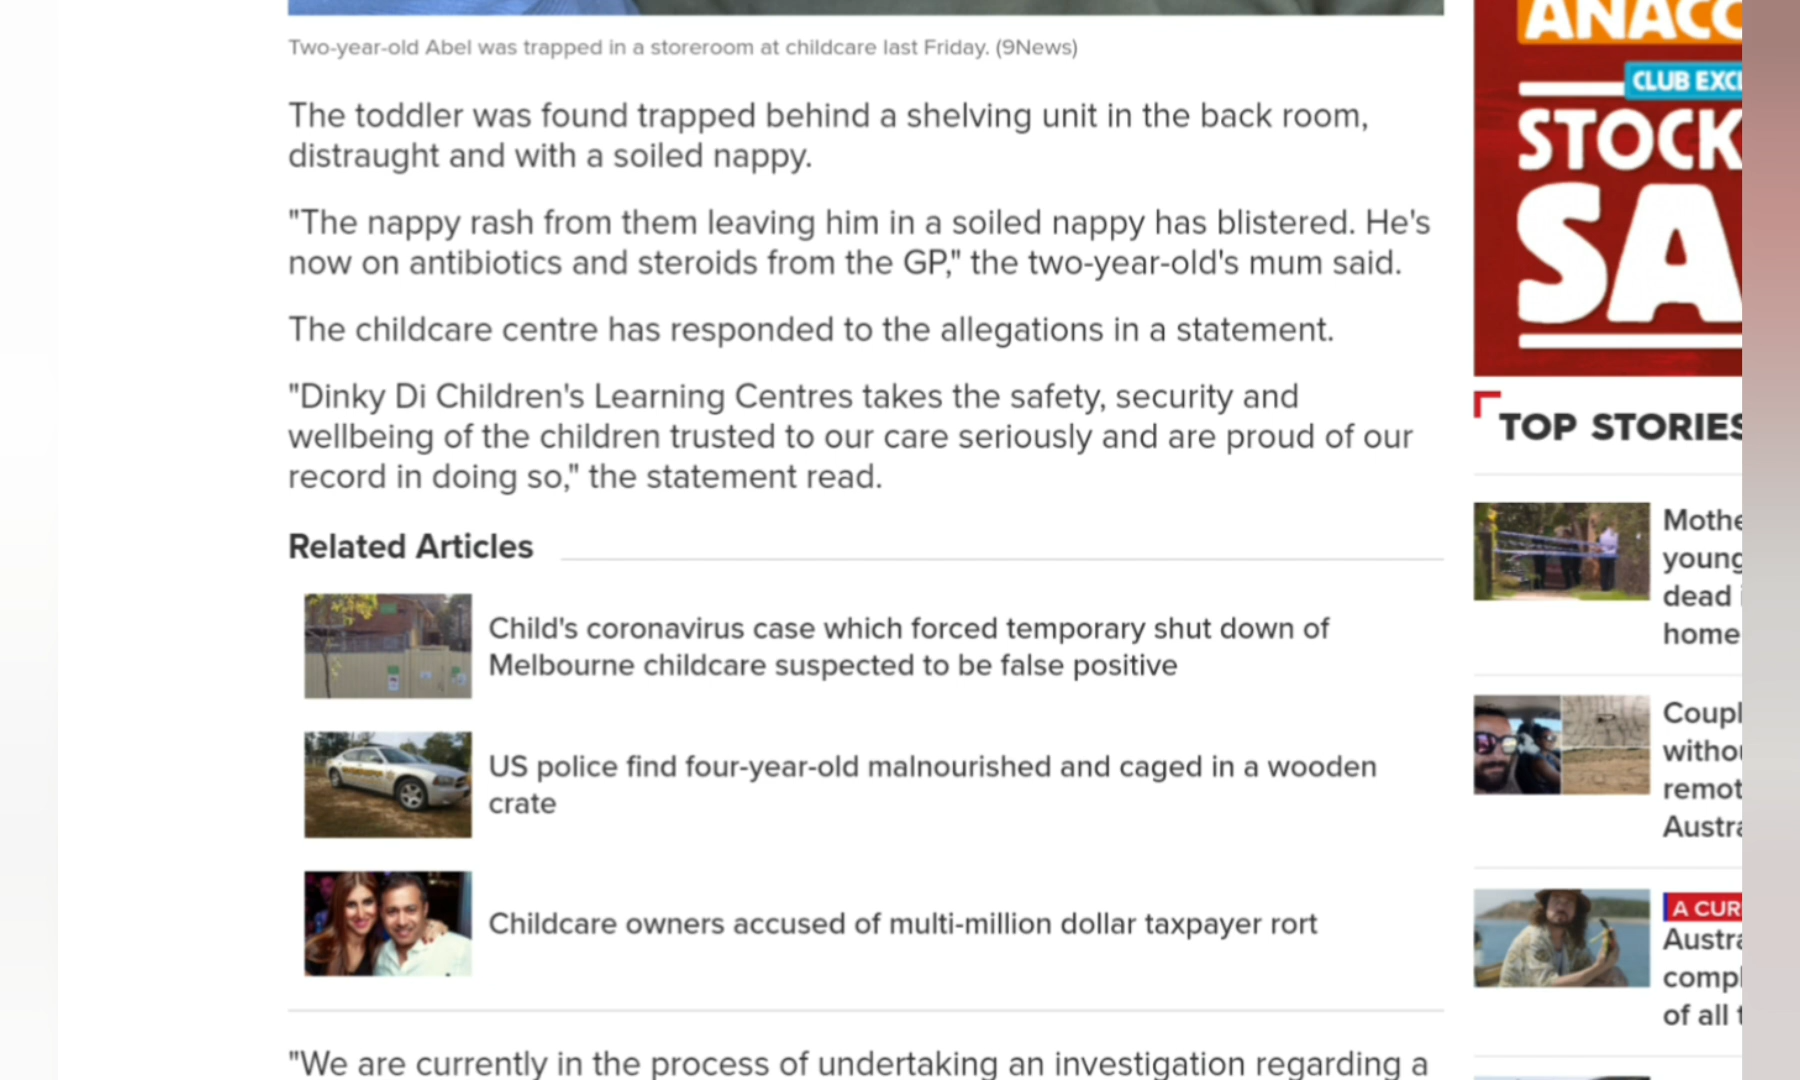 Two-year-old Abel was trapped in a storeroom at childcare last Friday. (9News)
The toddler was found trapped behind a shelving unit in the back room,
distraught and with a soiled nappy.
"The nappy rash from them leaving him in a soiled nappy has blistered. He's
now on antibiotics and steroids from the GP," the two-year-old's mum said.
The childcare centre has responded to the allegations in a statement.
"Dinky Di Children's Learning Centres takes the safety, security and
wellbeing of the children trusted to our care seriously and are proud of our
record in doing so," the statement read.
Related Articles
Child's coronavirus case which forced temporary shut down of
Melbourne childcare suspected to be false positive
US police find four-year-old malnourished and caged in a wooden
crate
Childcare owners accused of multi-million dollar taxpayer rort
"We are currently in the process of undertaking an investigation regarding a
ANACO
CLUB EXC
STOCK
SA
TOP STORIES
Mothe
young
dead
home
Coupl
withou
remot
Austra
A CUR
Austra
compl
of all